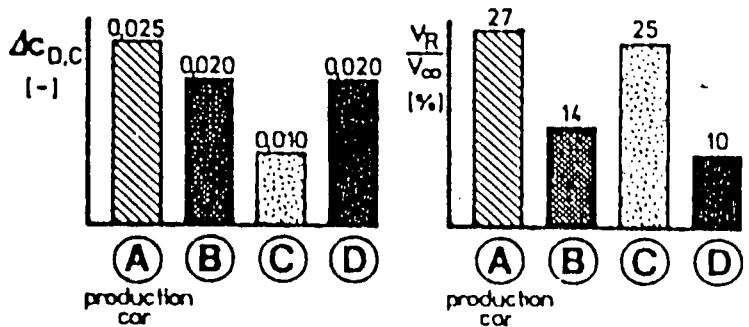 ΔC_D,C
[-]
0,025
0,020
0,010
0,020
A B C D
production
car
V_R
V_∞
[%]
27
14
25
10
A B C D
production
car